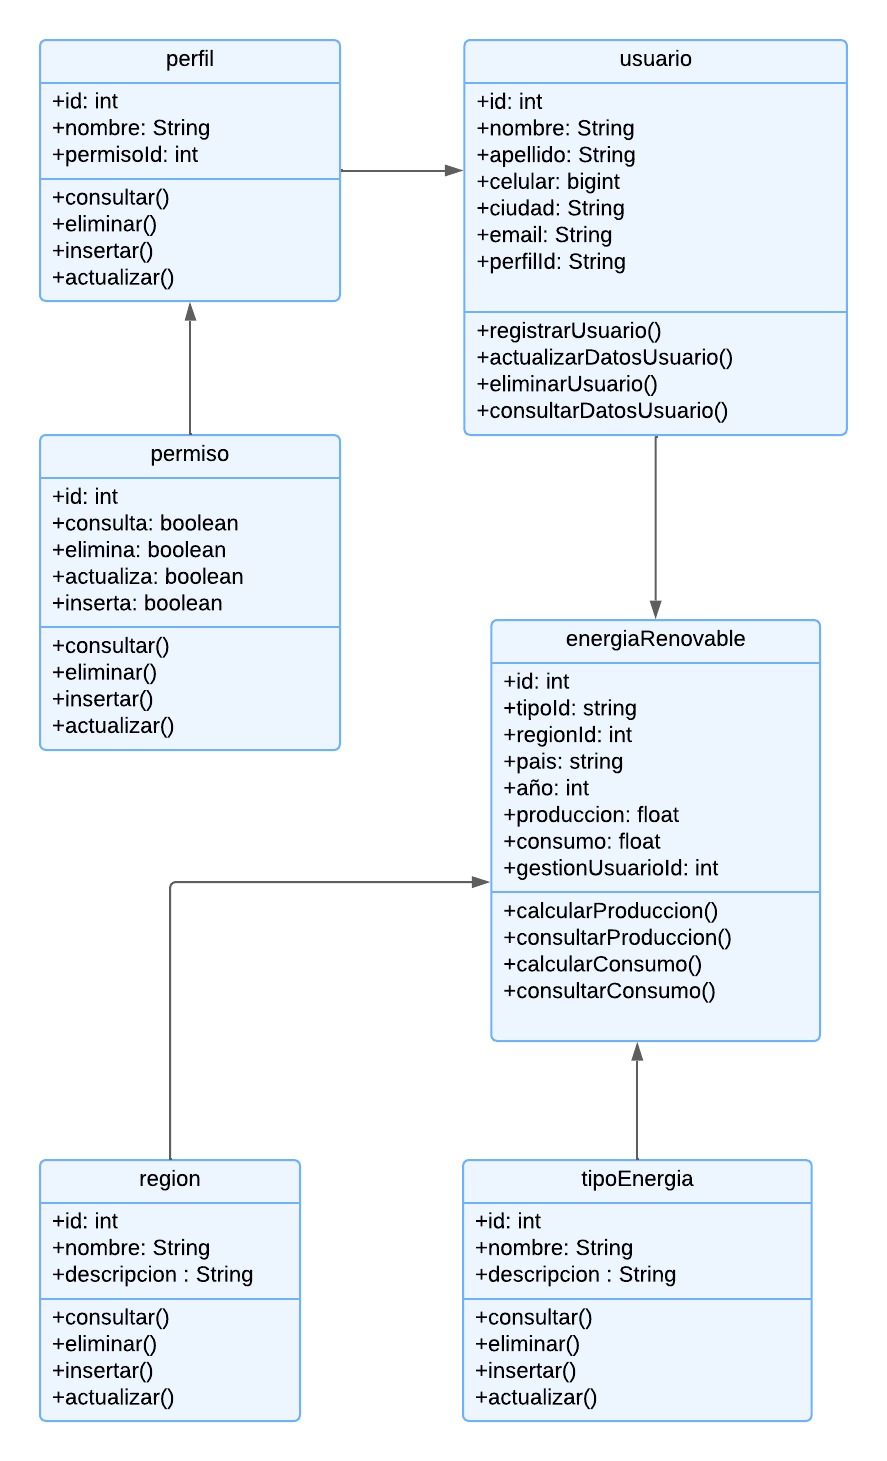 perfil
+id: int
+nombre: String
+permisoId: int
+consultar()
+eliminar()
+insertar()
+actualizar()
usuario
+id: int
+nombre: String
+apellido: String
+celular: bigint
+ciudad: String
+email: String
+perfilId: String
+registrarUsuario()
+actualizarDatosUsuario()
+eliminarUsuario()
+consultarDatosUsuario()
permiso
+id: int
+consulta: boolean
+elimina: boolean
+actualiza: boolean
+inserta: boolean
+consultar()
+eliminar()
+insertar()
+actualizar()
energiaRenovable
+id: int
+tipoId: string
+regionId: int
+pais: string
+año: int
+produccion: float
+consumo: float
+gestionUsuarioId: int
+calcularProduccion()
+consultarProduccion()
+calcularConsumo()
+consultarConsumo()
region
+id: int
+nombre: String
+descripcion : String
+consultar()
+eliminar()
+insertar()
+actualizar()
tipoEnergia
+id: int
+nombre: String
+descripcion : String
+consultar()
+eliminar()
+insertar()
+actualizar()